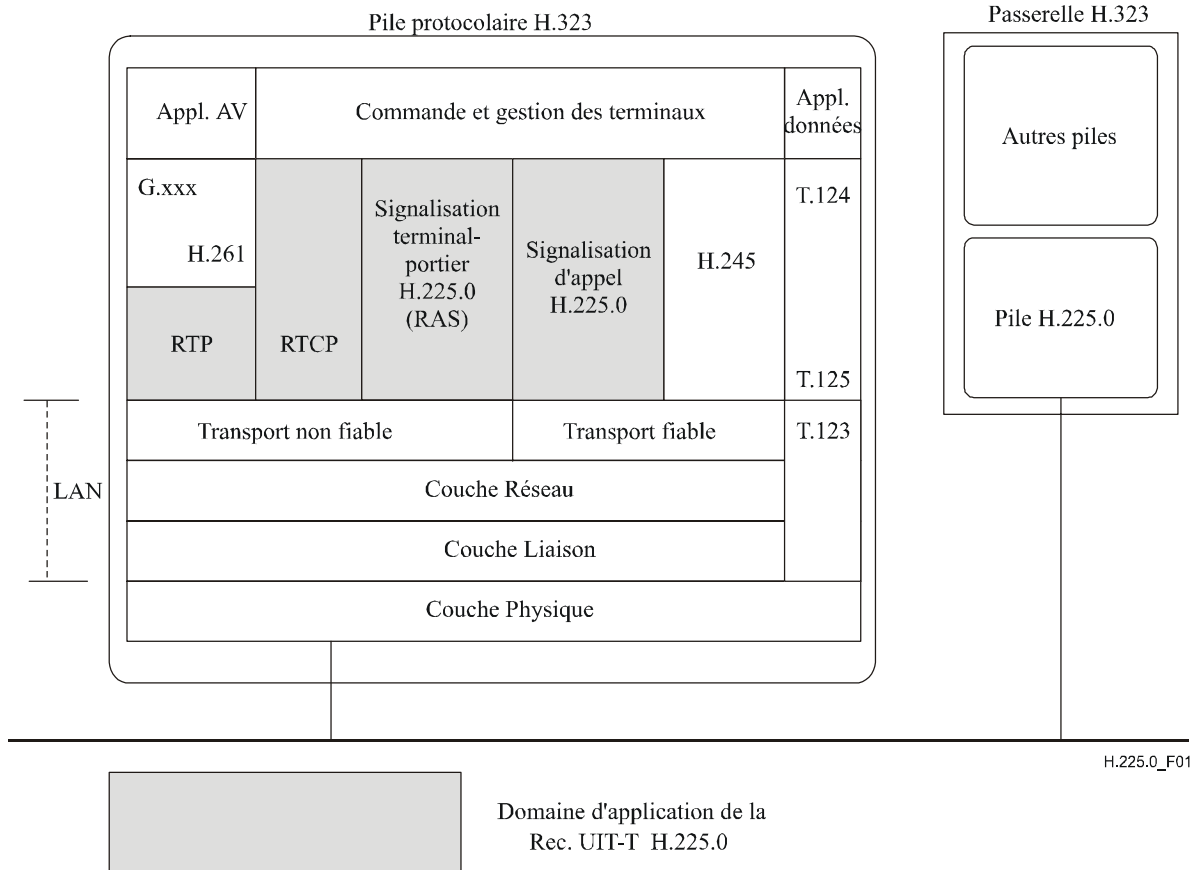 Pile protocolaire H.323
Passerelle H.323
Appl. AV
Commande et gestion des terminaux
Appl.
données
Autres piles
G.xxx
H.261
RTP
RTCP
Signalisation
terminal-
portier
H.225.0
(RAS)
Signalisation
d'appel
H.225.0
H.245
T.124
T.125
Pile H.225.0
Transport non fiable
Transport fiable
T.123
LAN
Couche Réseau
Couche Liaison
Couche Physique
H.225.0_F01
Domaine d'application de la
Rec. UIT-T H.225.0